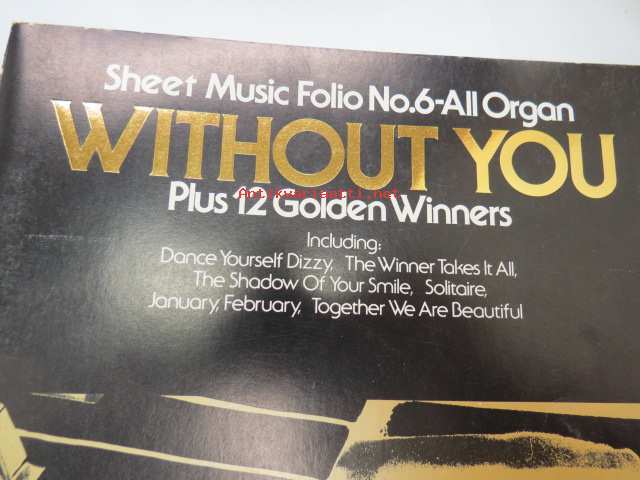 Sheet Music Folio No.6-All Organ
WITHOUT YOU
Antikvariaatti.net
Plus 12 Golden Winners
Including:
Dance Yourself Dizzy, The Winner Takes It All,
The Shadow Of Your Smile, Solitaire,
January, February, Together We Are Beautiful